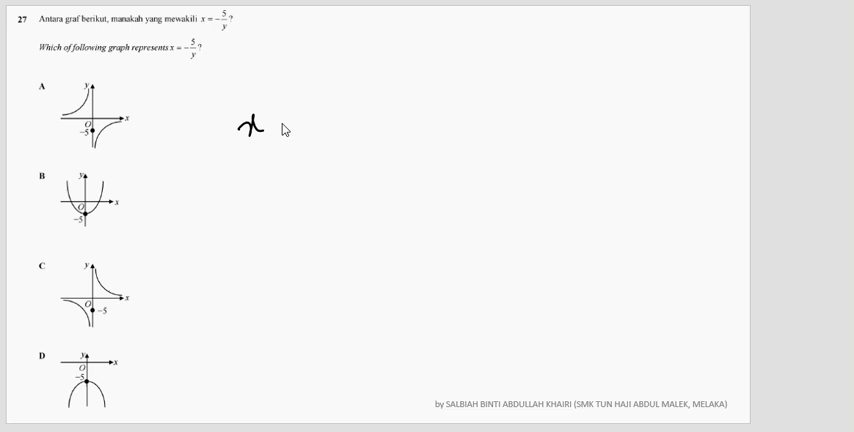 27 Antara graf berikut, manakah yang mewakili x = -5/y?
Which of following graph represents x = -5/y?
A
y
O
x
-5
x
B
y
x
O
-5
C
y
O
x
-5
D
y
x
O
-5
by SALBIAH BINTI ABDULLAH KHAIRI (SMK TUN HAJI ABDUL MALEK, MELAKA)